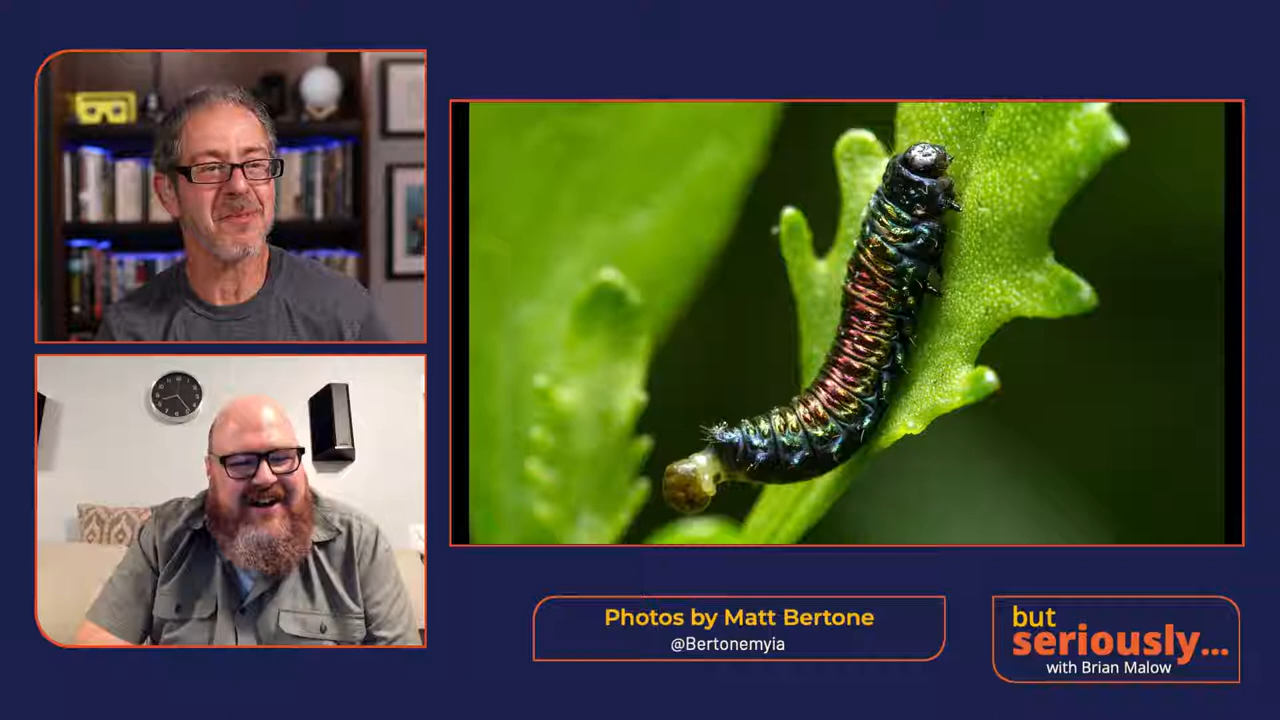 Photos by Matt Bertone
@Bertonemyia
but
seriously...
with Brian Malow